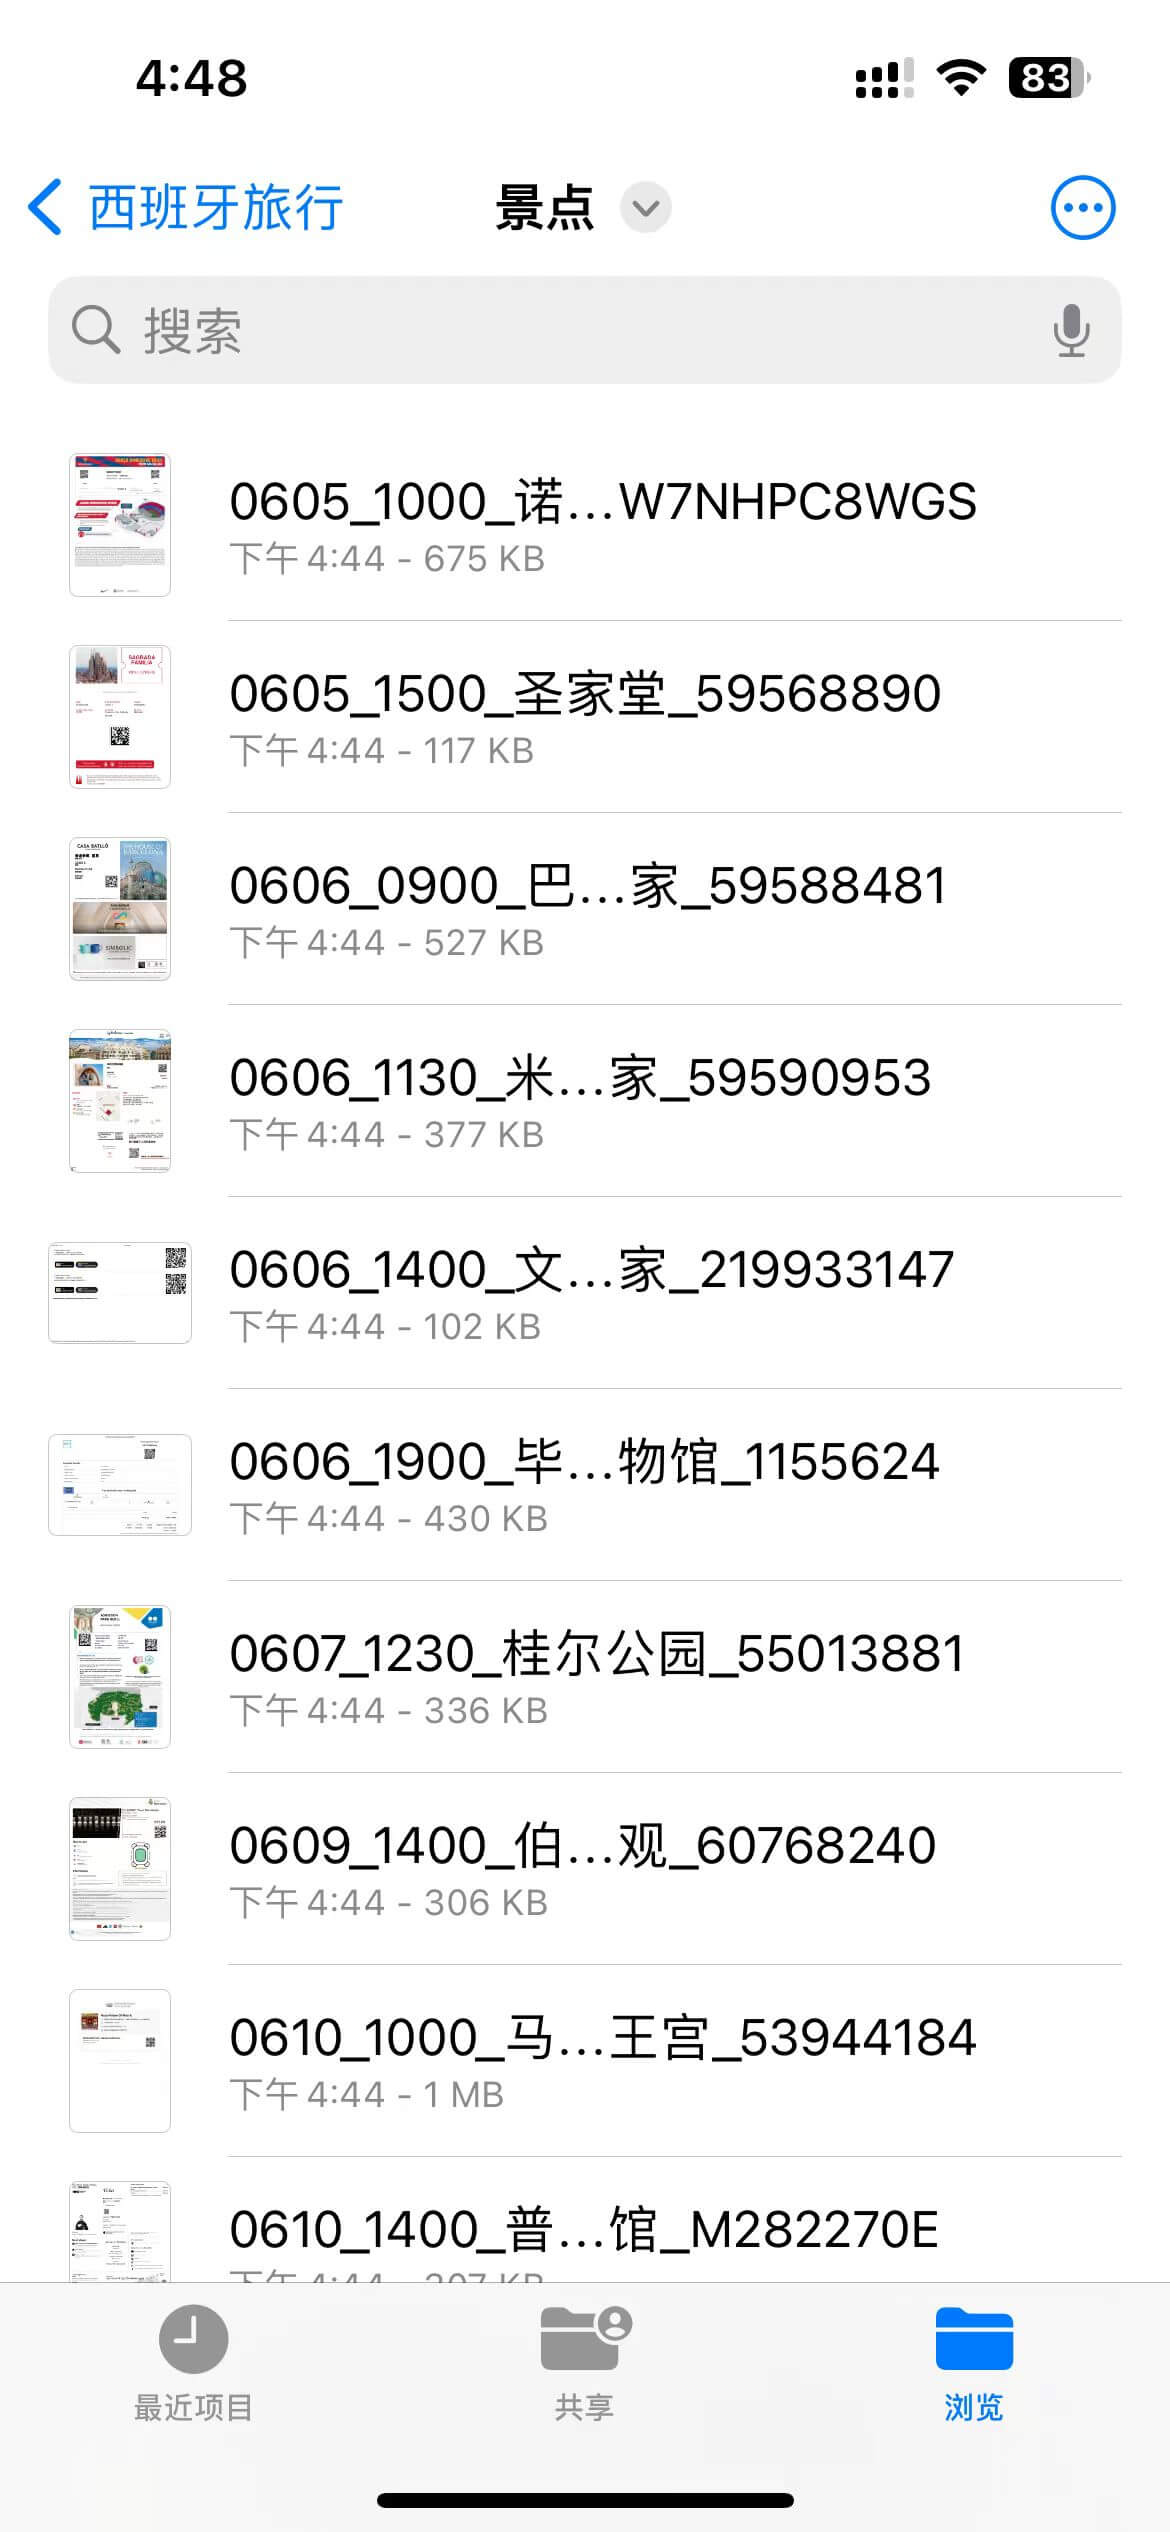 4:48
83
西班牙旅行
景点
搜索
0605_1000_诺...W7NHPC8WGS
下午 4:44 - 675 KB
SAGRADA
FAMÍLIA
0605_1500_圣家堂_59568890
下午 4:44 - 117 KB
CASA BATLLÓ
0606_0900_巴...家_59588481
下午 4:44 - 527 KB
0606_1130_米...家_59590953
下午 4:44 - 377 KB
0606_1400_文...家_219933147
下午 4:44 - 102 KB
0606_1900_毕...物馆_1155624
下午 4:44 - 430 KB
0607_1230_桂尔公园_55013881
下午 4:44 - 336 KB
0609_1400_伯...观_60768240
下午 4:44 - 306 KB
0610_1000_马...王宫_53944184
下午 4:44 - 1 MB
0610_1400_普...馆_M282270E
最近项目
共享
浏览